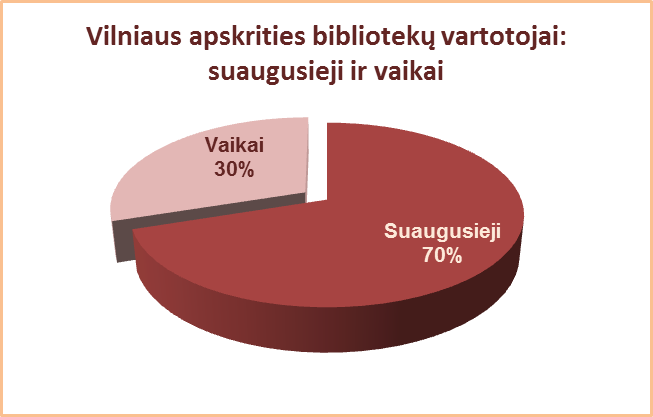 Vilniaus apskrities bibliotekų vartotojai:
suaugusieji ir vaikai
Vaikai
30%
Suaugusieji
70%